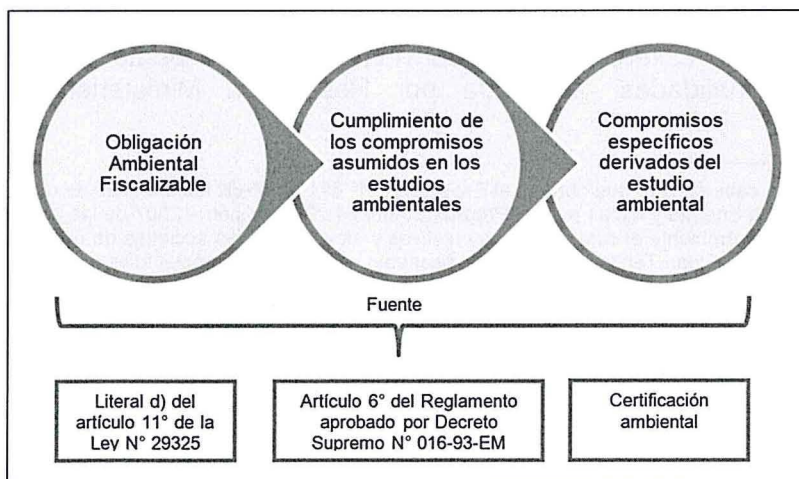 Obligación
Ambiental
Fiscalizable
Cumplimiento de
los compromisos
asumidos en los
estudios
ambientales
Compromisos
específicos
derivados del
estudio
ambiental
Fuente
Literal d) del
artículo 11° de la
Ley N° 29325
Artículo 6° del Reglamento
aprobado por Decreto
Supremo N° 016-93-EM
Certificación
ambiental